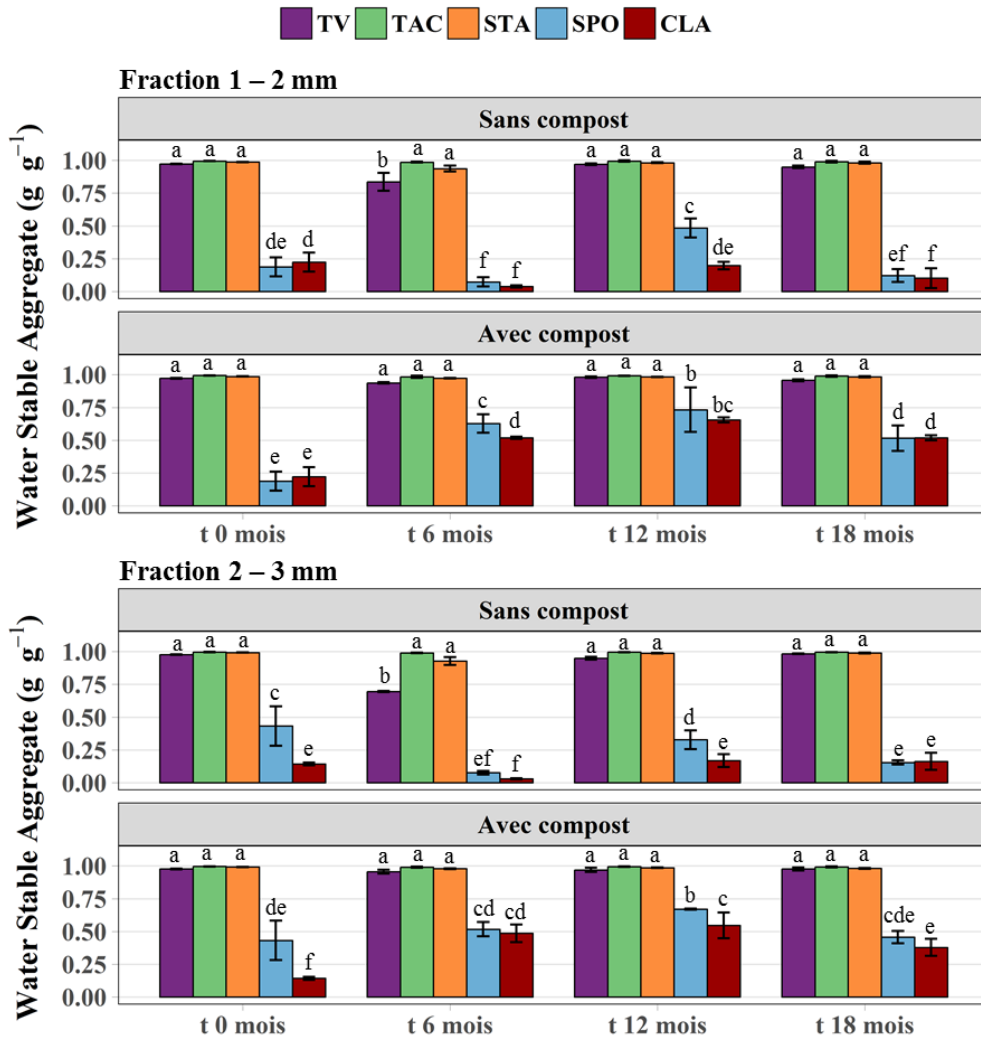 TV TAC STA SPO CLA
Fraction 1 – 2 mm
Sans compost
Water Stable Aggregate (g g⁻¹)
1.00
0.75
0.50
0.25
0.00
a a a de d
b a a f f
a a a c de
a a a ef f
Avec compost
1.00
0.75
0.50
0.25
0.00
a a a e e
a a a c d
a a a b bc
a a a d d
t 0 mois t 6 mois t 12 mois t 18 mois
Fraction 2 – 3 mm
Sans compost
Water Stable Aggregate (g g⁻¹)
1.00
0.75
0.50
0.25
0.00
a a a c e
b a a ef f
a a a d e
a a a e e
Avec compost
1.00
0.75
0.50
0.25
0.00
a a a de f
a a a cd cd
a a a b c
a a a cde e
t 0 mois t 6 mois t 12 mois t 18 mois